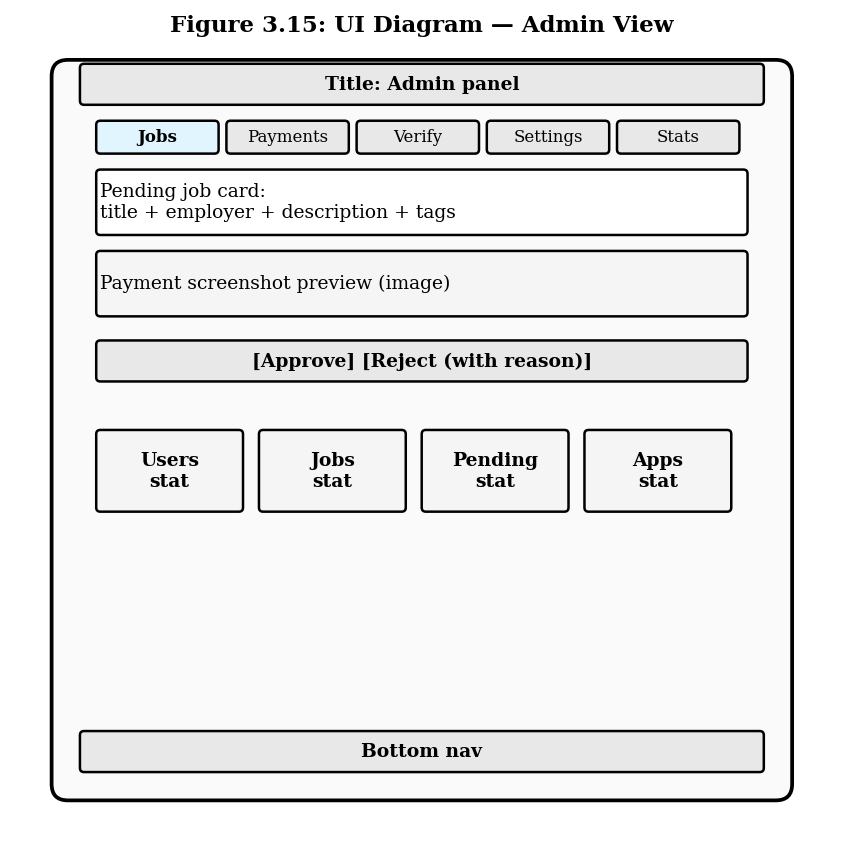 Figure 3.15: UI Diagram — Admin View
Title: Admin panel
Jobs
Payments
Verify
Settings
Stats
Pending job card:
title + employer + description + tags
Payment screenshot preview (image)
[Approve] [Reject (with reason)]
Users
stat
Jobs
stat
Pending
stat
Apps
stat
Bottom nav